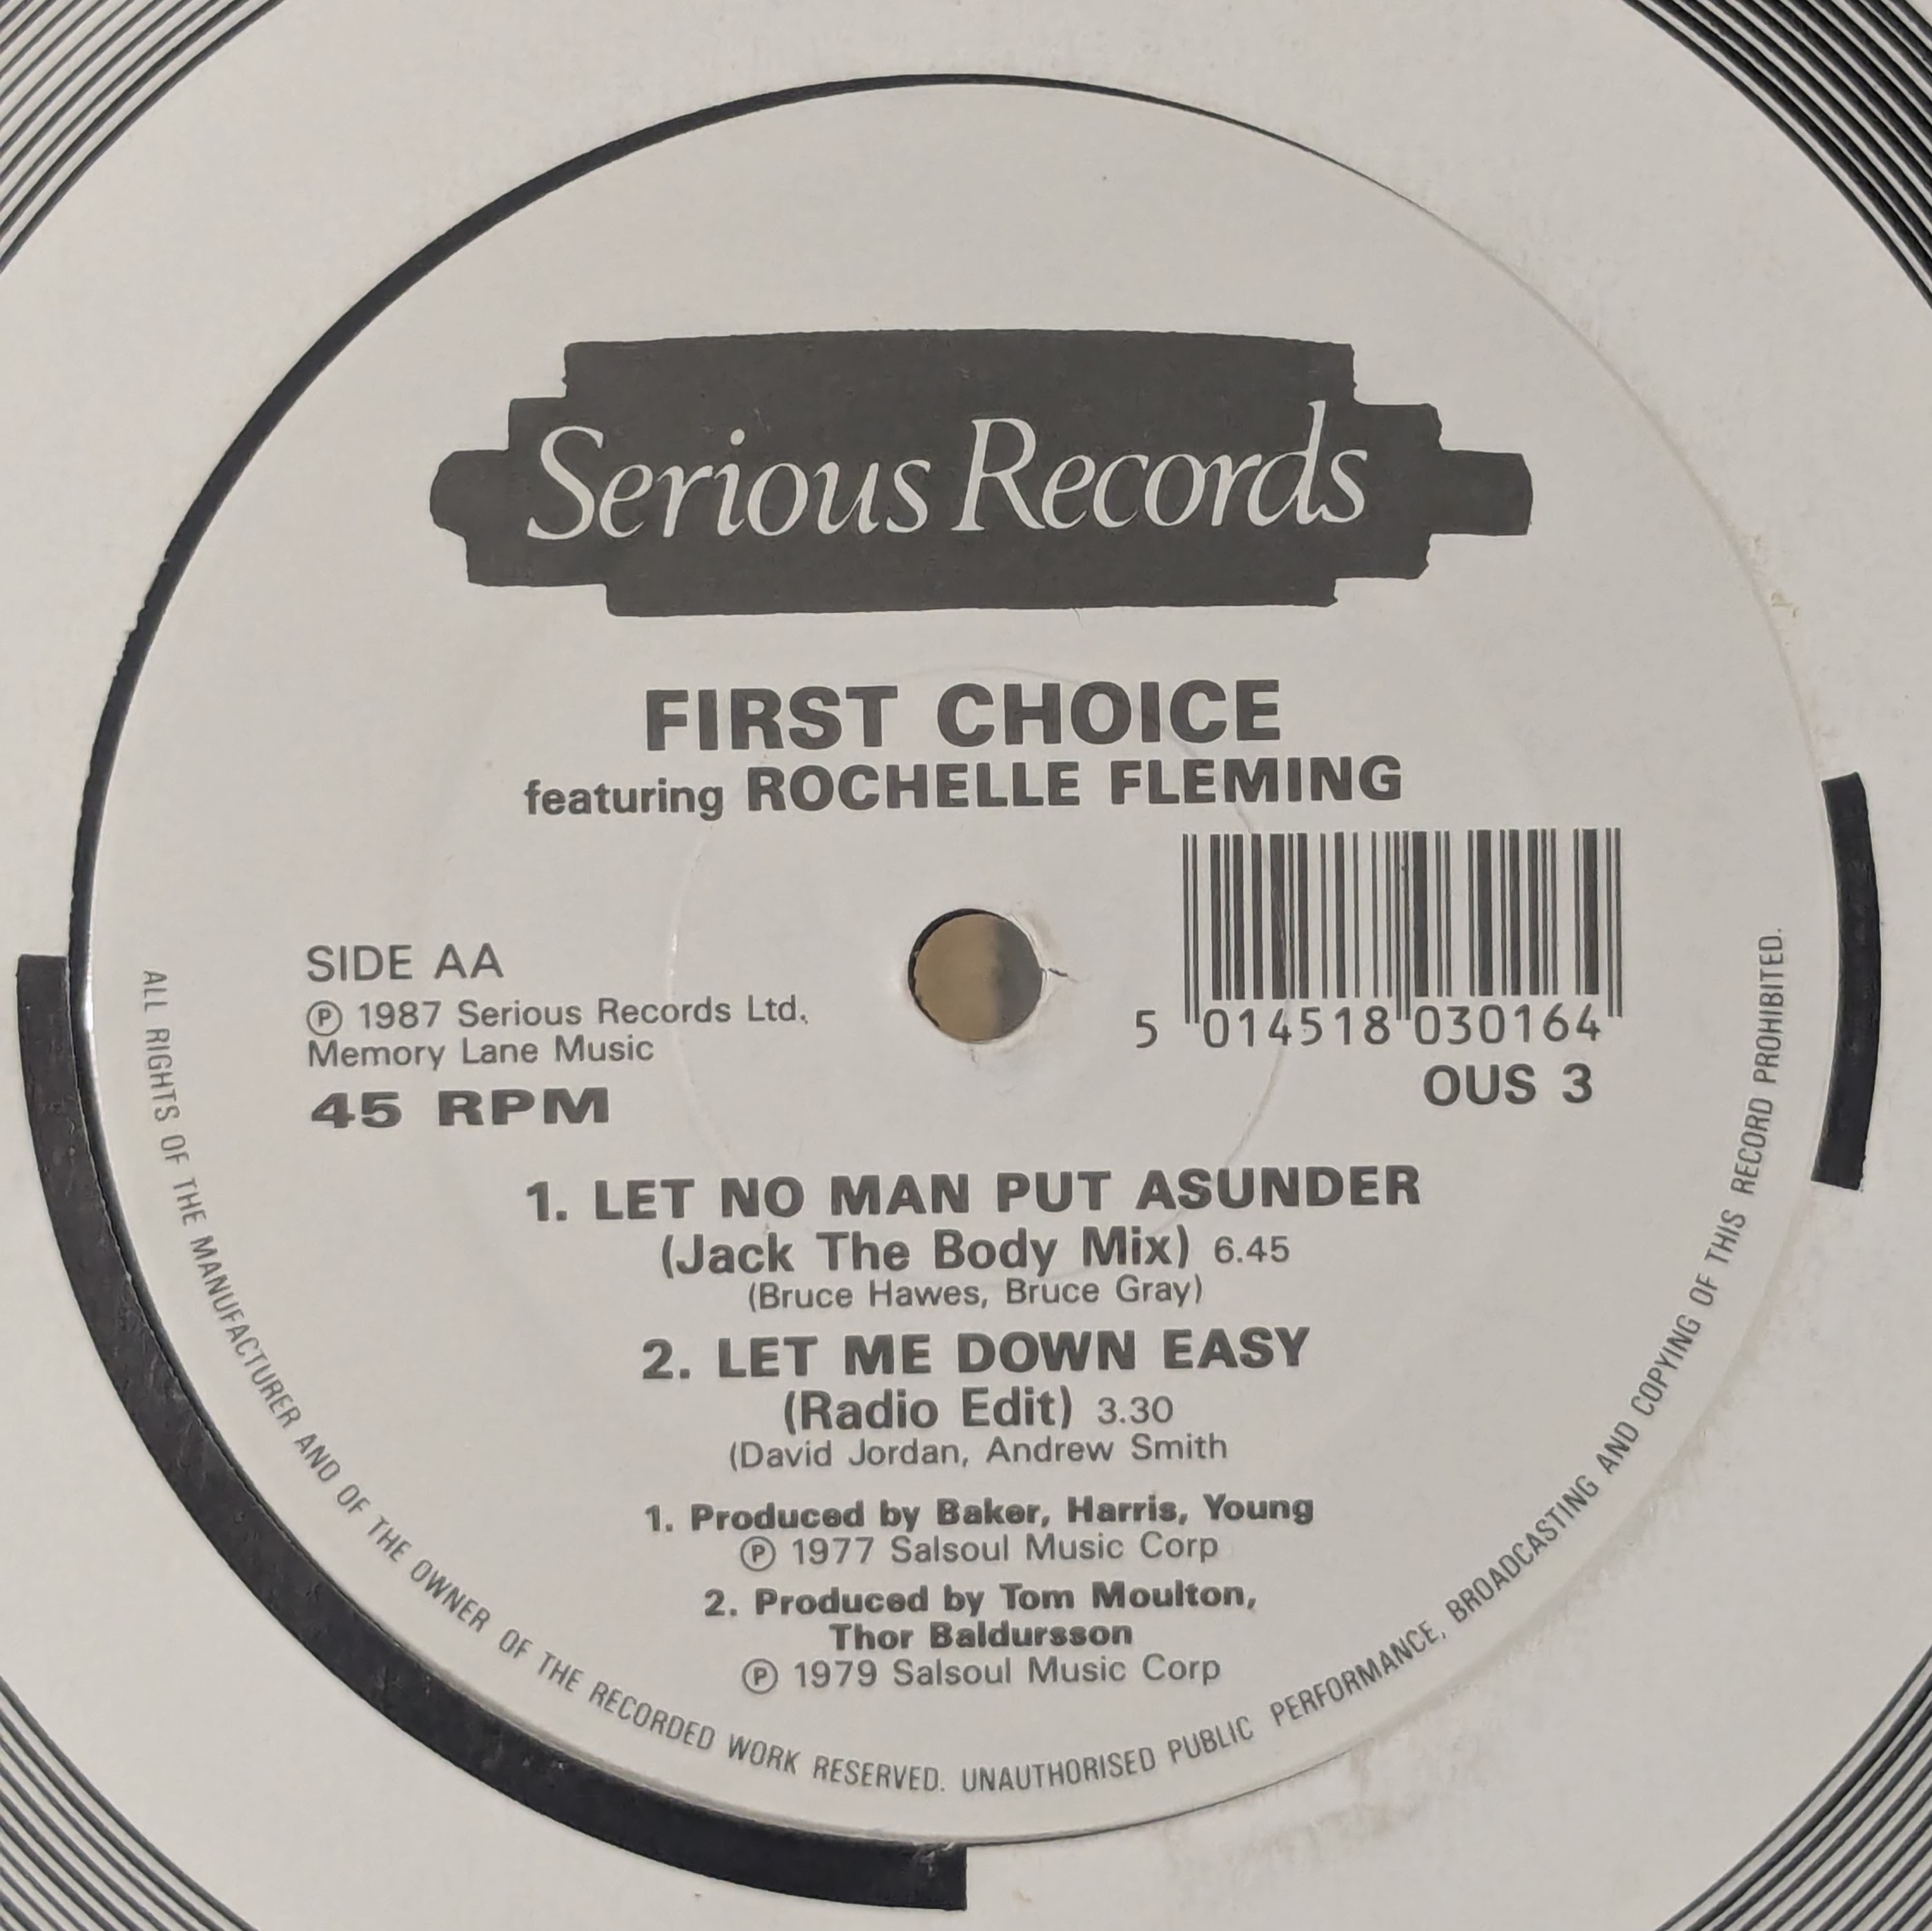 Serious Records
FIRST CHOICE
featuring ROCHELLE FLEMING
SIDE AA
Ⓟ 1987 Serious Records Ltd.
Memory Lane Music
45 RPM
5 014518 030164
OUS 3
1. LET NO MAN PUT ASUNDER
(Jack The Body Mix) 6.45
(Bruce Hawes, Bruce Gray)
2. LET ME DOWN EASY
(Radio Edit) 3.30
(David Jordan, Andrew Smith
1. Produced by Baker, Harris, Young
Ⓟ 1977 Salsoul Music Corp
2. Produced by Tom Moulton,
Thor Baldursson
Ⓟ 1979 Salsoul Music Corp
ALL RIGHTS OF THE MANUFACTURER AND OF THE OWNER OF THE RECORDED WORK RESERVED. UNAUTHORISED PUBLIC PERFORMANCE, BROADCASTING AND COPYING OF THIS RECORD PROHIBITED.